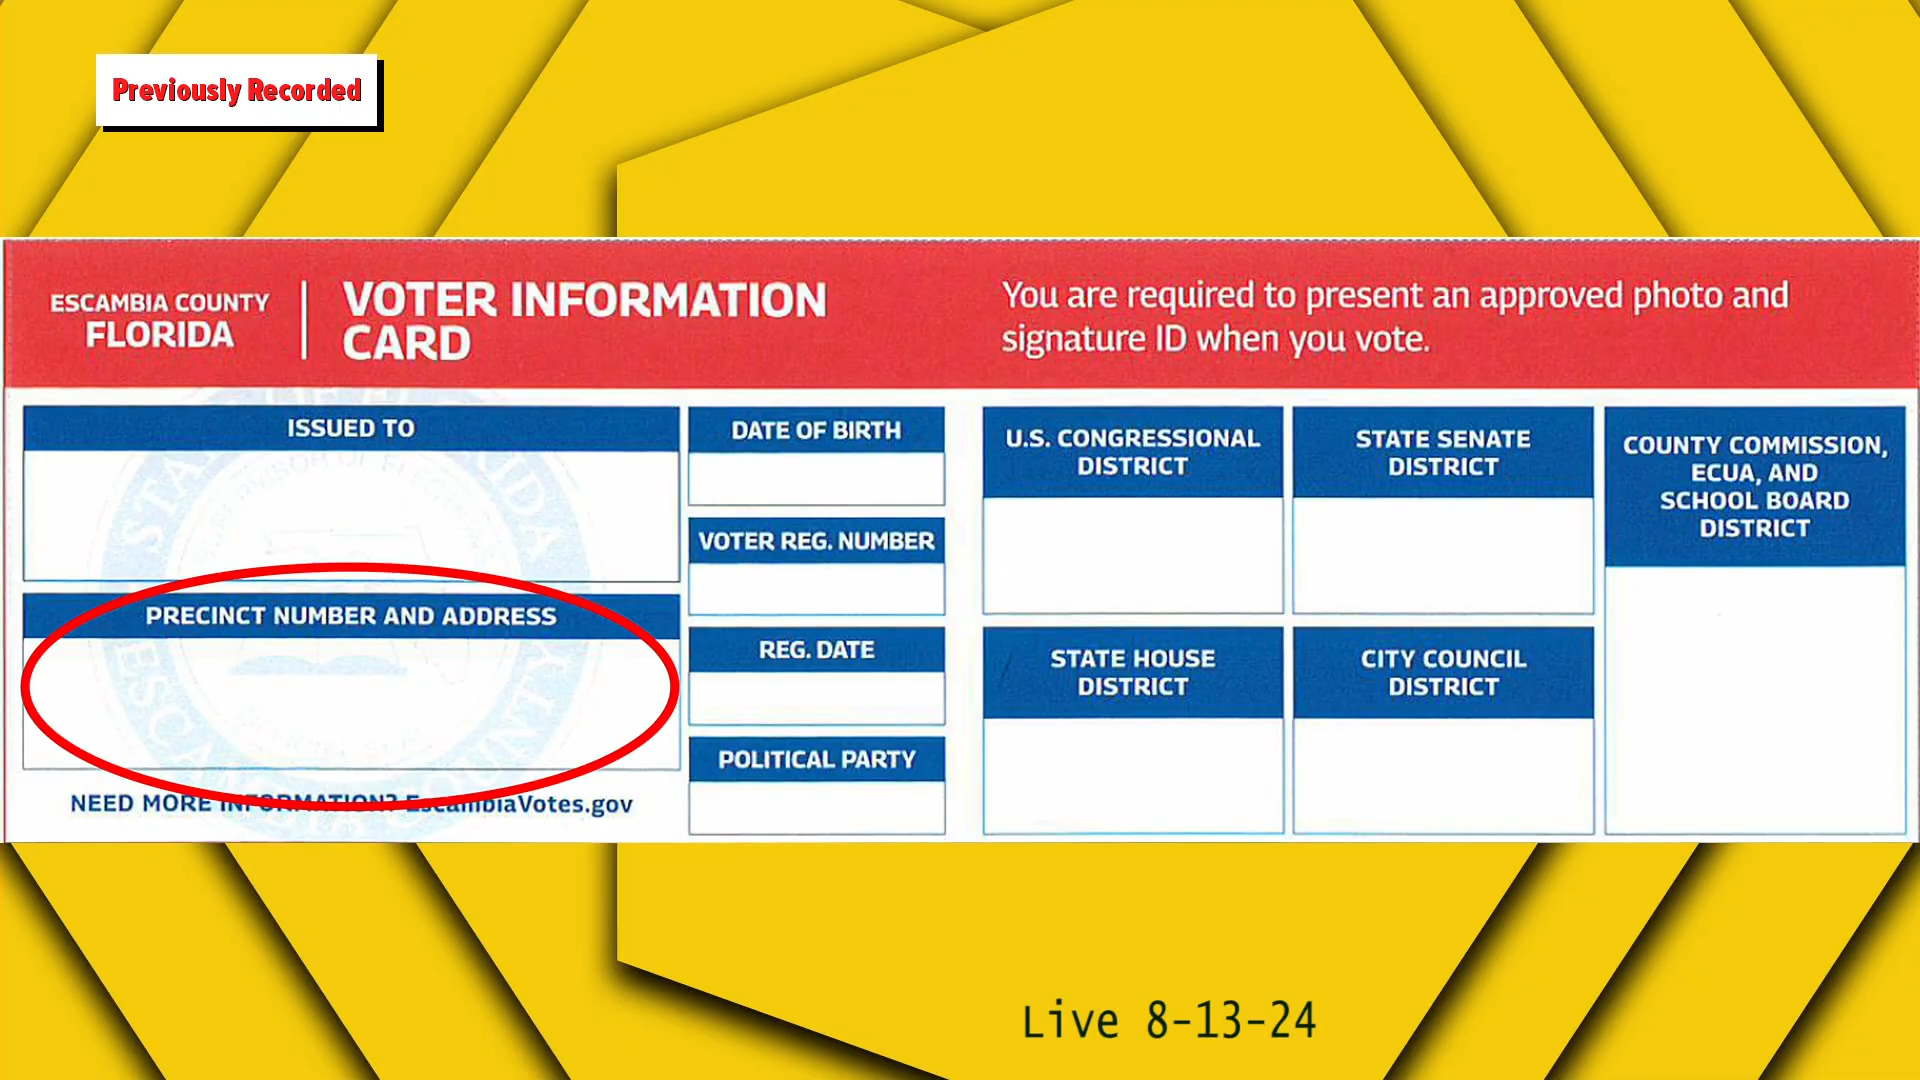 Previously Recorded
ESCAMBIA COUNTY
FLORIDA
VOTER INFORMATION
CARD
You are required to present an approved photo and
signature ID when you vote.
ISSUED TO
PRECINCT NUMBER AND ADDRESS
NEED MORE INFORMATION? EscambiaVotes.gov
DATE OF BIRTH
VOTER REG. NUMBER
REG. DATE
POLITICAL PARTY
U.S. CONGRESSIONAL
DISTRICT
STATE SENATE
DISTRICT
COUNTY COMMISSION,
ECUA, AND
SCHOOL BOARD
DISTRICT
STATE HOUSE
DISTRICT
CITY COUNCIL
DISTRICT
ESCAMBIA COUNTY
Live 8-13-24